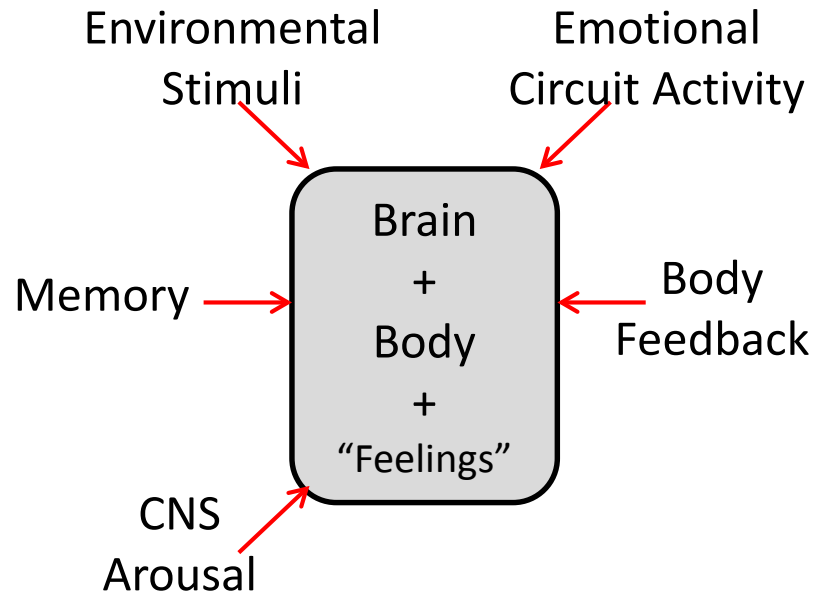 Environmental
Stimuli
Emotional
Circuit Activity
Brain
+
Body
+
“Feelings”
Memory
Body
Feedback
CNS
Arousal